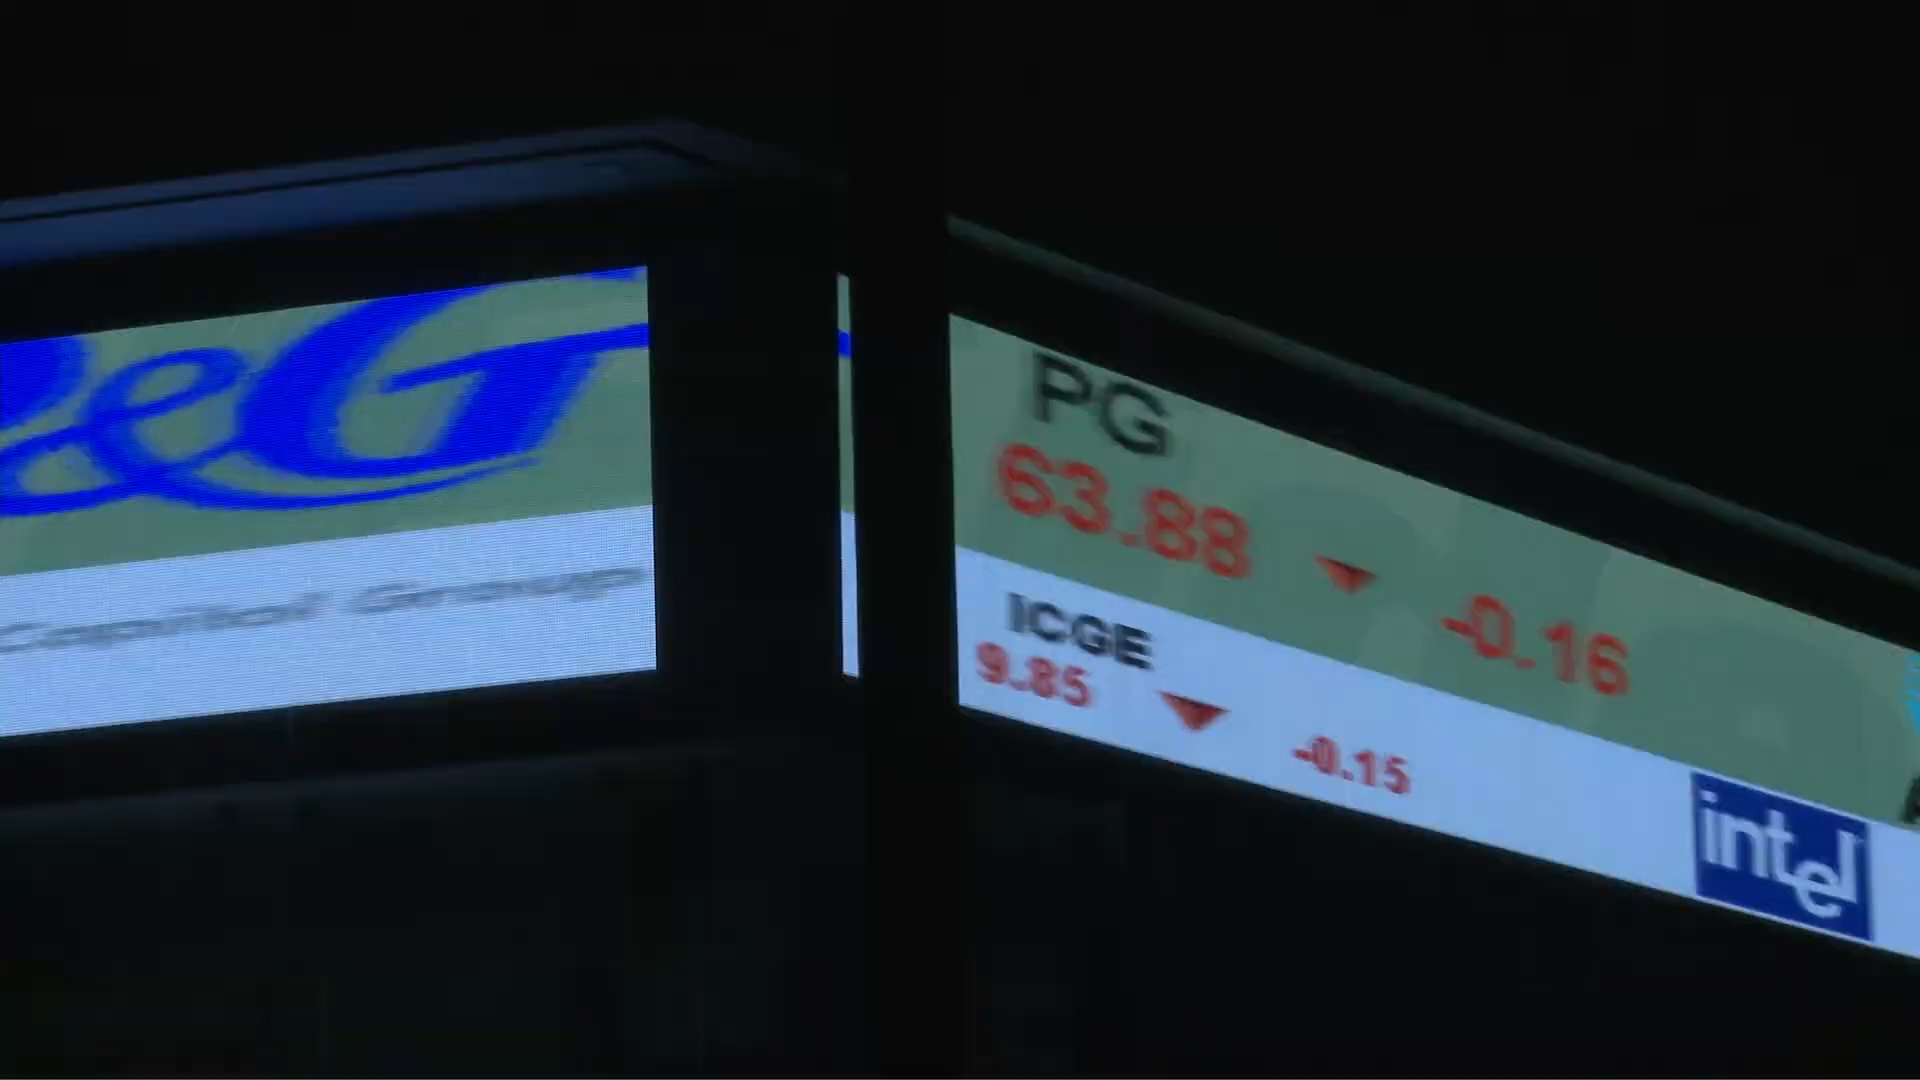 &G
Capital Group
PG
63.88 ▼ -0.16
ICGE
9.85 ▼ -0.15
intel